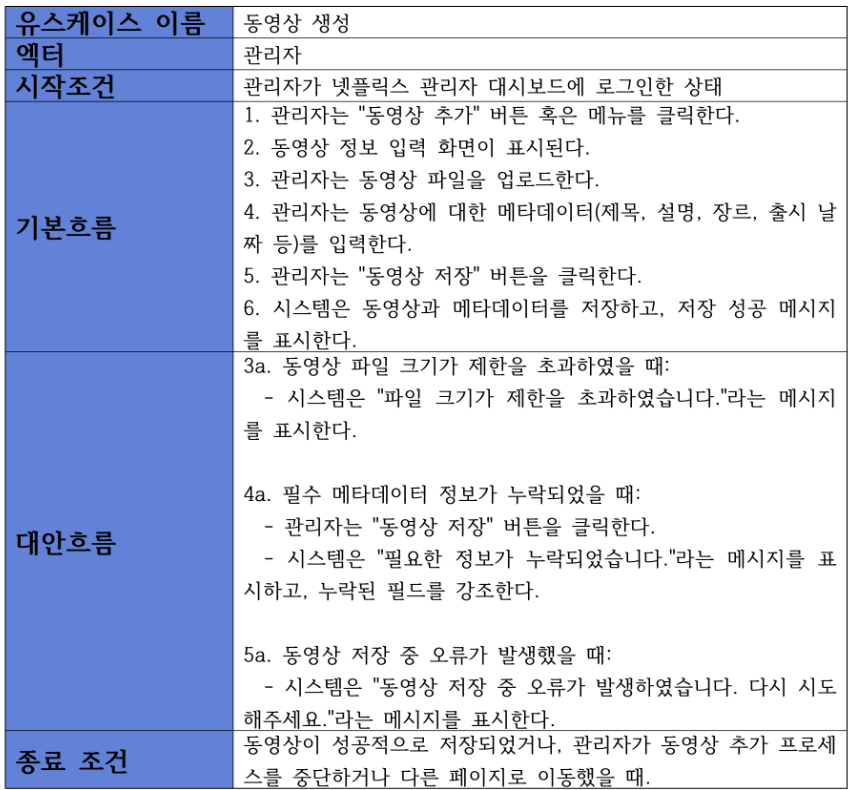 유스케이스 이름
동영상 생성
엑터
관리자
시작조건
관리자가 넷플릭스 관리자 대시보드에 로그인한 상태
기본흐름
1. 관리자는 "동영상 추가" 버튼 혹은 메뉴를 클릭한다.
2. 동영상 정보 입력 화면이 표시된다.
3. 관리자는 동영상 파일을 업로드한다.
4. 관리자는 동영상에 대한 메타데이터(제목, 설명, 장르, 출시 날
짜 등)를 입력한다.
5. 관리자는 "동영상 저장" 버튼을 클릭한다.
6. 시스템은 동영상과 메타데이터를 저장하고, 저장 성공 메시지
를 표시한다.
대안흐름
3a. 동영상 파일 크기가 제한을 초과하였을 때:
- 시스템은 "파일 크기가 제한을 초과하였습니다."라는 메시지
를 표시한다.
4a. 필수 메타데이터 정보가 누락되었을 때:
- 관리자는 "동영상 저장" 버튼을 클릭한다.
- 시스템은 "필요한 정보가 누락되었습니다."라는 메시지를 표
시하고, 누락된 필드를 강조한다.
5a. 동영상 저장 중 오류가 발생했을 때:
- 시스템은 "동영상 저장 중 오류가 발생하였습니다. 다시 시도
해주세요."라는 메시지를 표시한다.
종료 조건
동영상이 성공적으로 저장되었거나, 관리자가 동영상 추가 프로세
스를 중단하거나 다른 페이지로 이동했을 때.